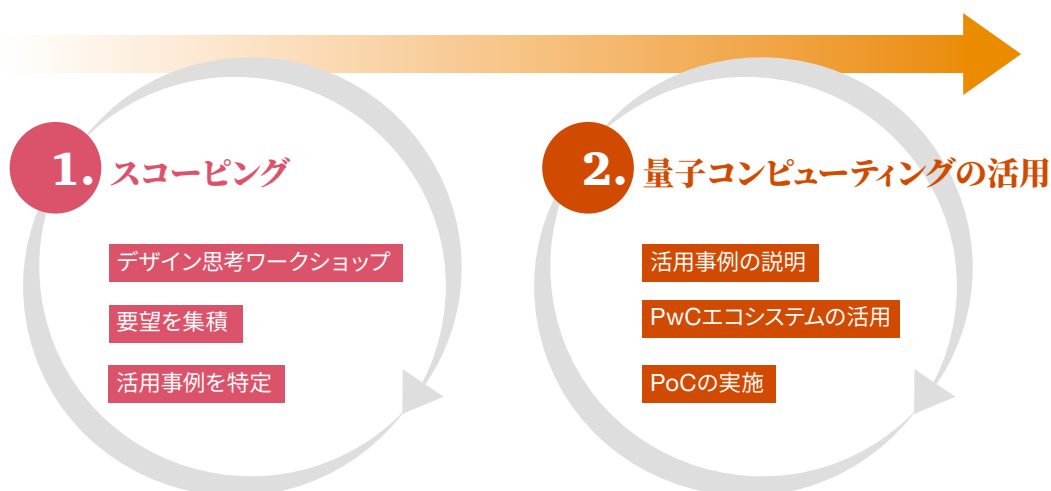 1. スコーピング
デザイン思考ワークショップ
要望を集積
活用事例を特定
2. 量子コンピューティングの活用
活用事例の説明
PwCエコシステムの活用
PoCの実施